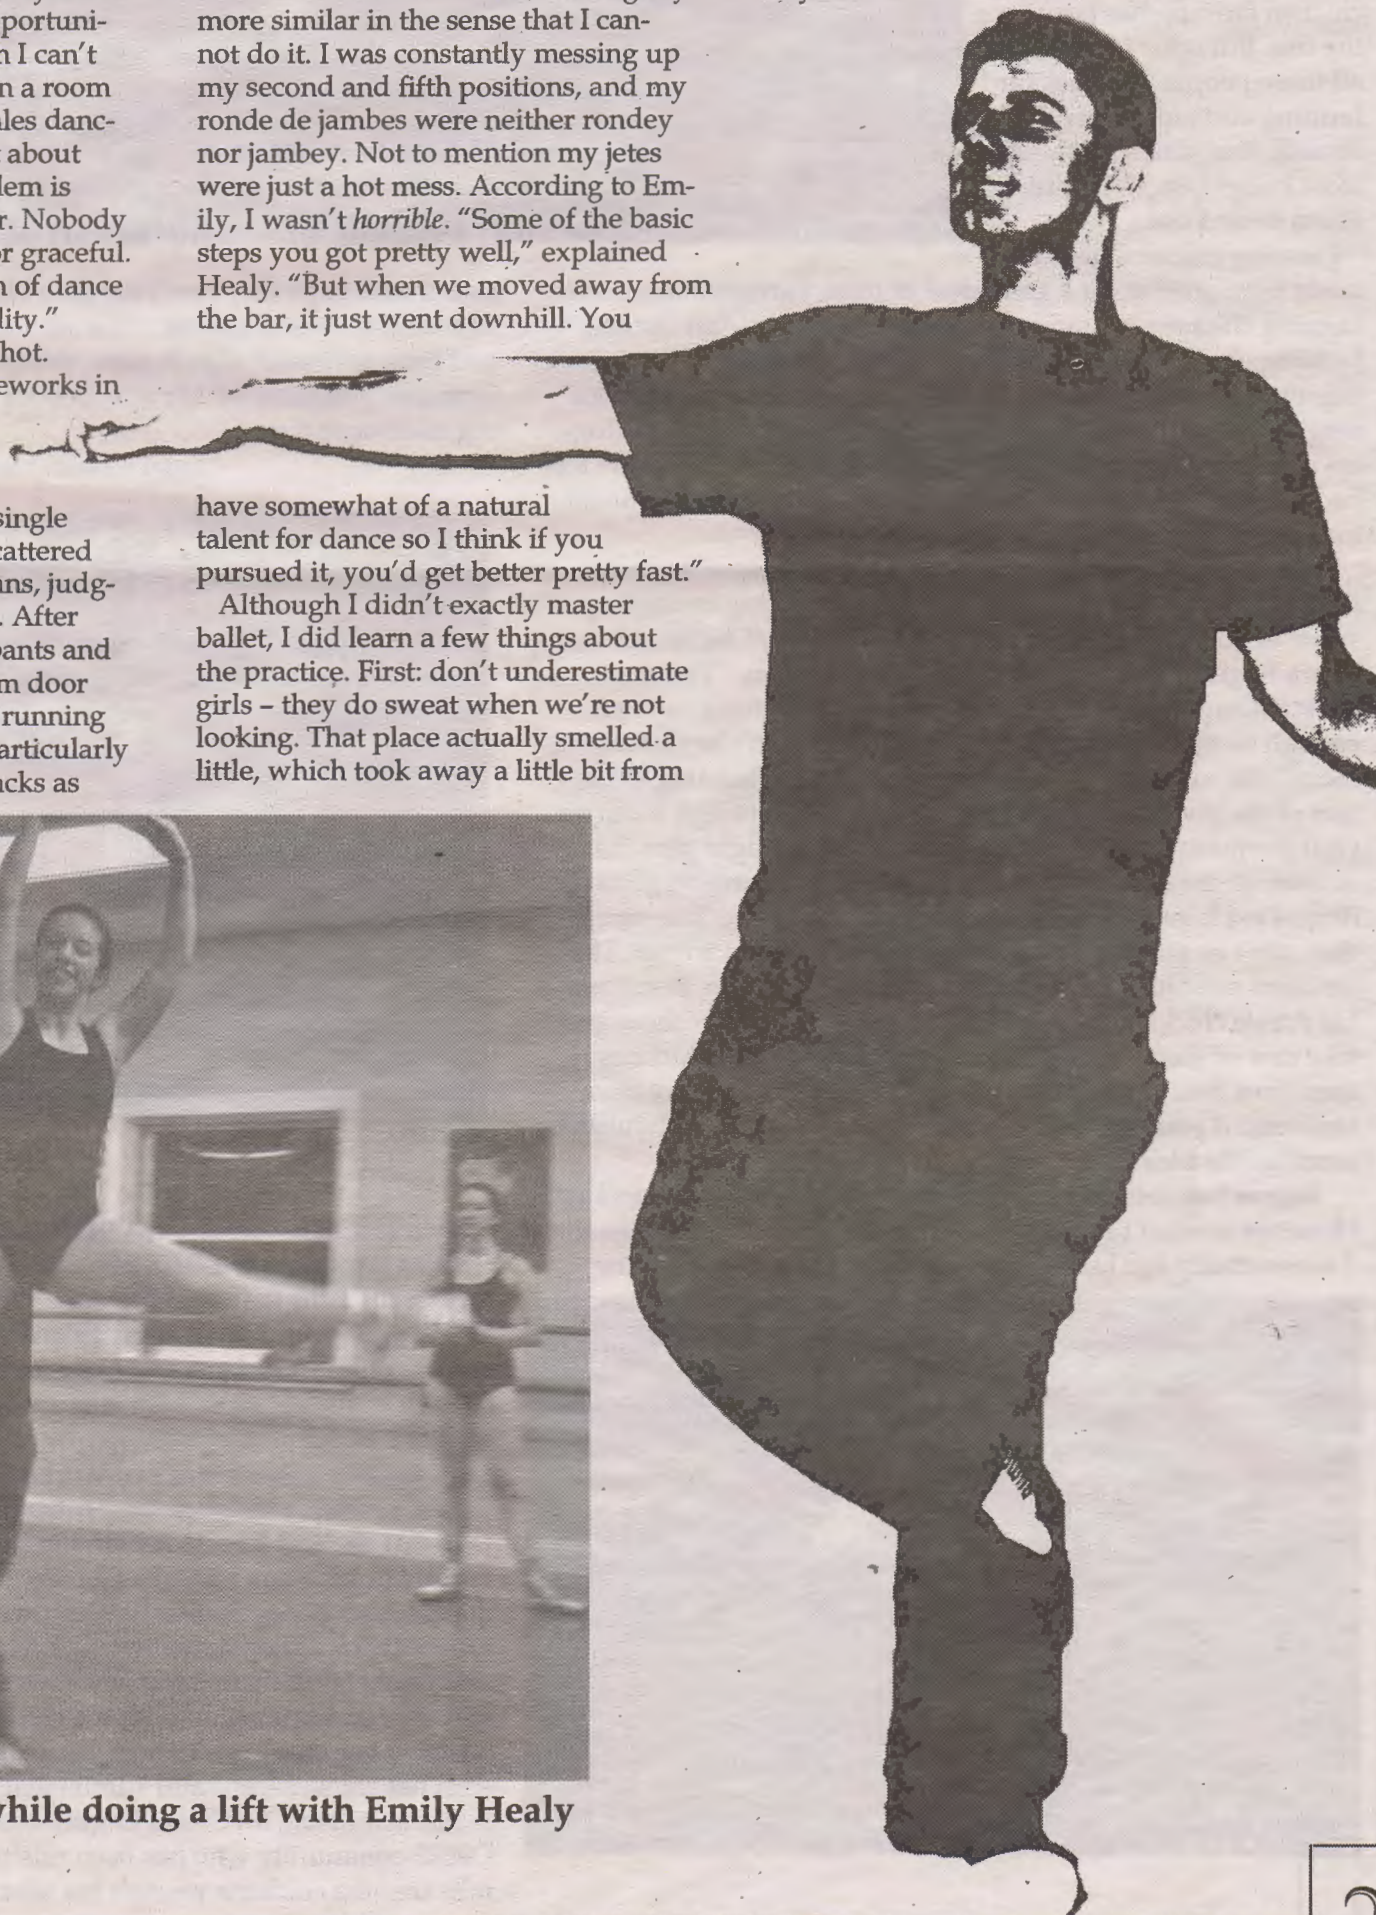 portuni-
I can't
n a room
les danc-
about
lem is
r. Nobody
or graceful.
n of dance
lity."
hot.
eworks in
single
cattered
ns, judg-
. After
pants and
m door
running
articularly
cks as
more similar in the sense that I can-
not do it. I was constantly messing up
my second and fifth positions, and my
ronde de jambes were neither rondey
nor jambey. Not to mention my jetes
were just a hot mess. According to Em-
ily, I wasn't horrible. "Some of the basic
steps you got pretty well," explained
Healy. "But when we moved away from
the bar, it just went downhill. You
have somewhat of a natural
talent for dance so I think if you
pursued it, you'd get better pretty fast."
Although I didn't exactly master
ballet, I did learn a few things about
the practice. First: don't underestimate
girls – they do sweat when we're not
looking. That place actually smelled a
little, which took away a little bit from
while doing a lift with Emily Healy